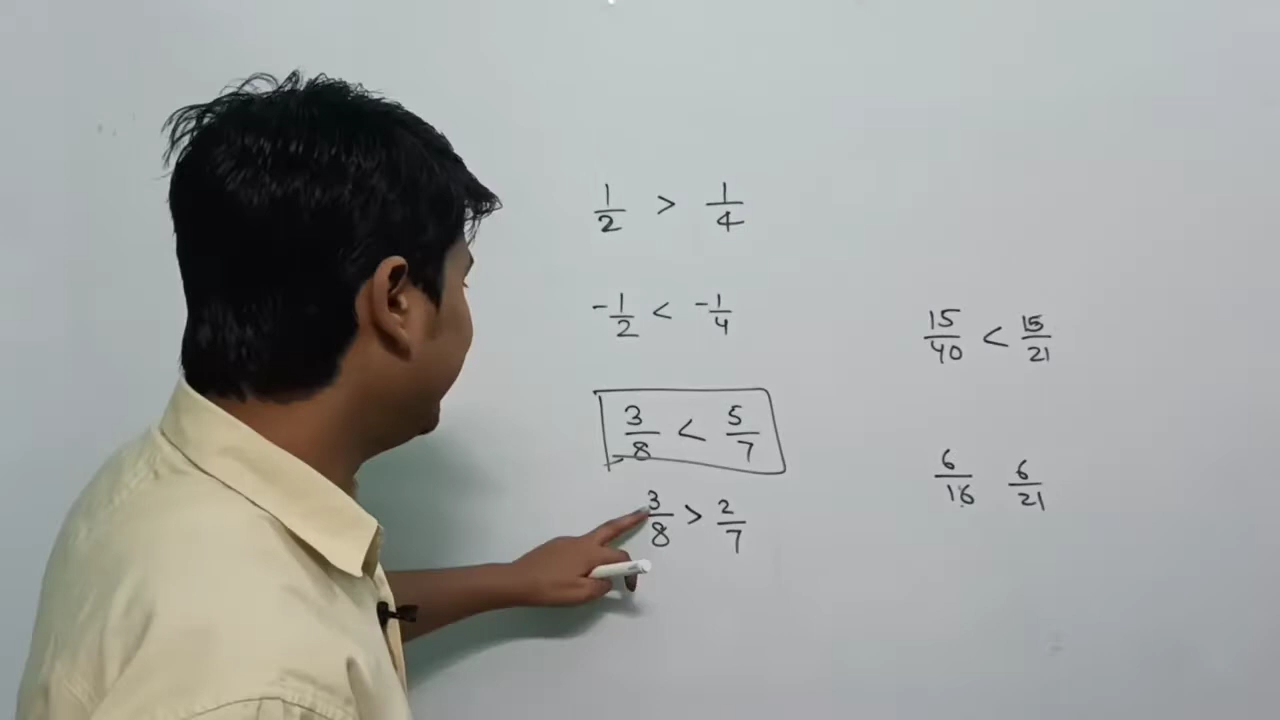 1/2 > 1/4
-1/2 < -1/4
3/8 < 5/7
3/8 > 2/7
15/40 < 15/21
6/16 6/21